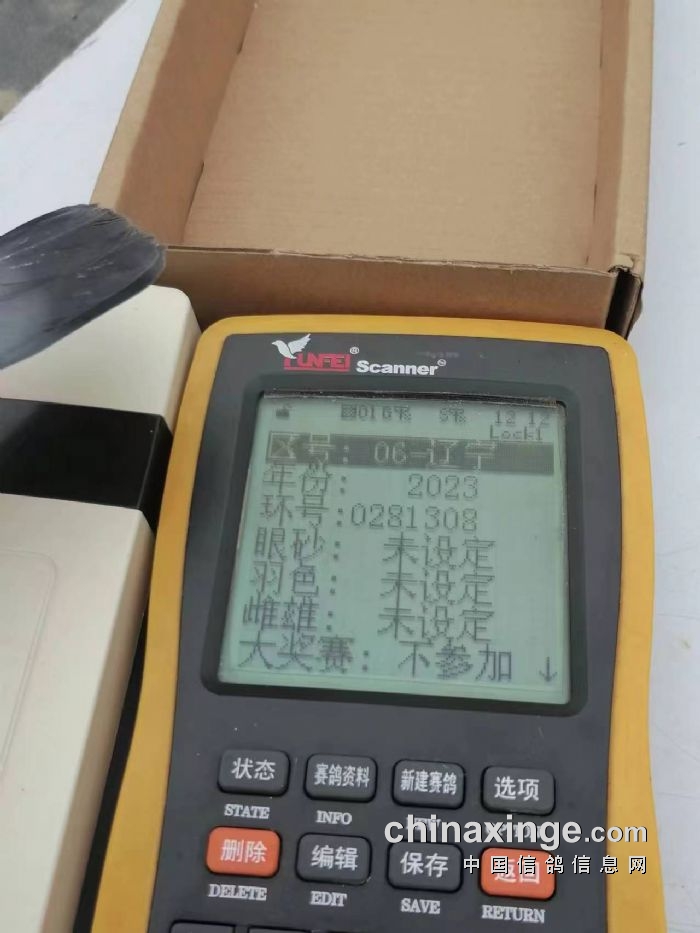 Scanner
12 12
Lock1
区号: 06-辽宁
年份: 2023
环号:0281308
眼砂: 未设定
羽色: 未设定
雌雄: 未设定
大奖赛: 不参加 ↓
状态 赛鸽资料 新建赛鸽 选项
STATE INFO
删除 编辑 保存 返回
DELETE EDIT SAVE RETURN
chinaxinge.com
中国信鸽信息网